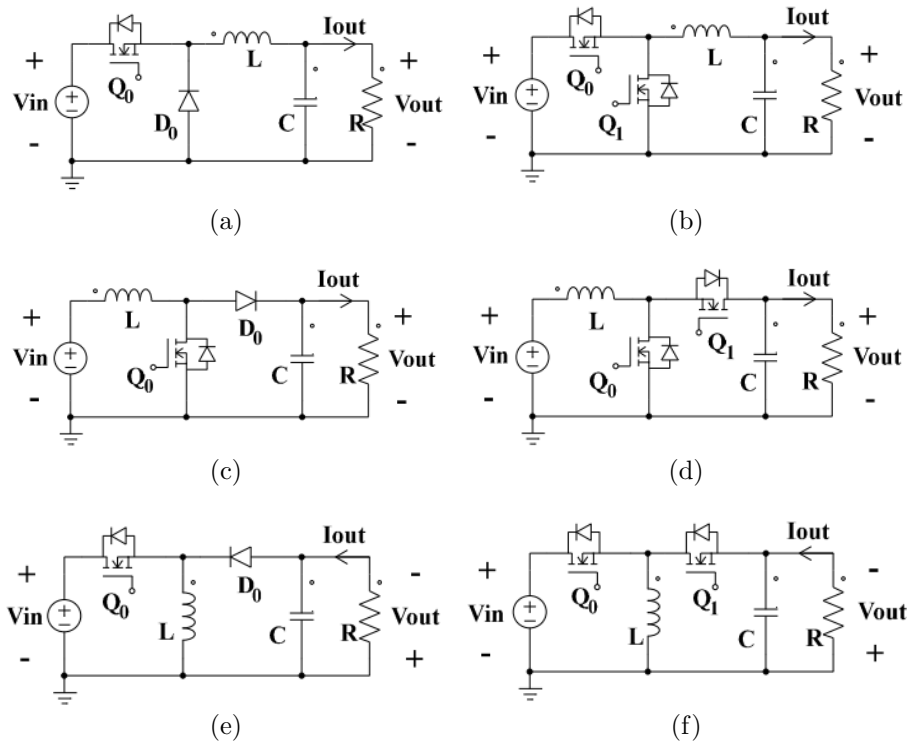 Iout
L
+
Q0
+
Vin
+
-
D0
C
R
Vout
-
-
(a)
Iout
L
+
Q0
+
Vin
+
-
Q1
C
R
Vout
-
-
(b)
Iout
L
D0
+
+
Vin
+
-
Q0
C
R
Vout
-
-
(c)
Iout
L
Q1
+
+
Vin
+
-
Q0
C
R
Vout
-
-
(d)
Iout
+
Q0
D0
-
Vin
+
-
L
C
R
Vout
-
+
(e)
Iout
+
Q0
Q1
-
Vin
+
-
L
C
R
Vout
-
+
(f)